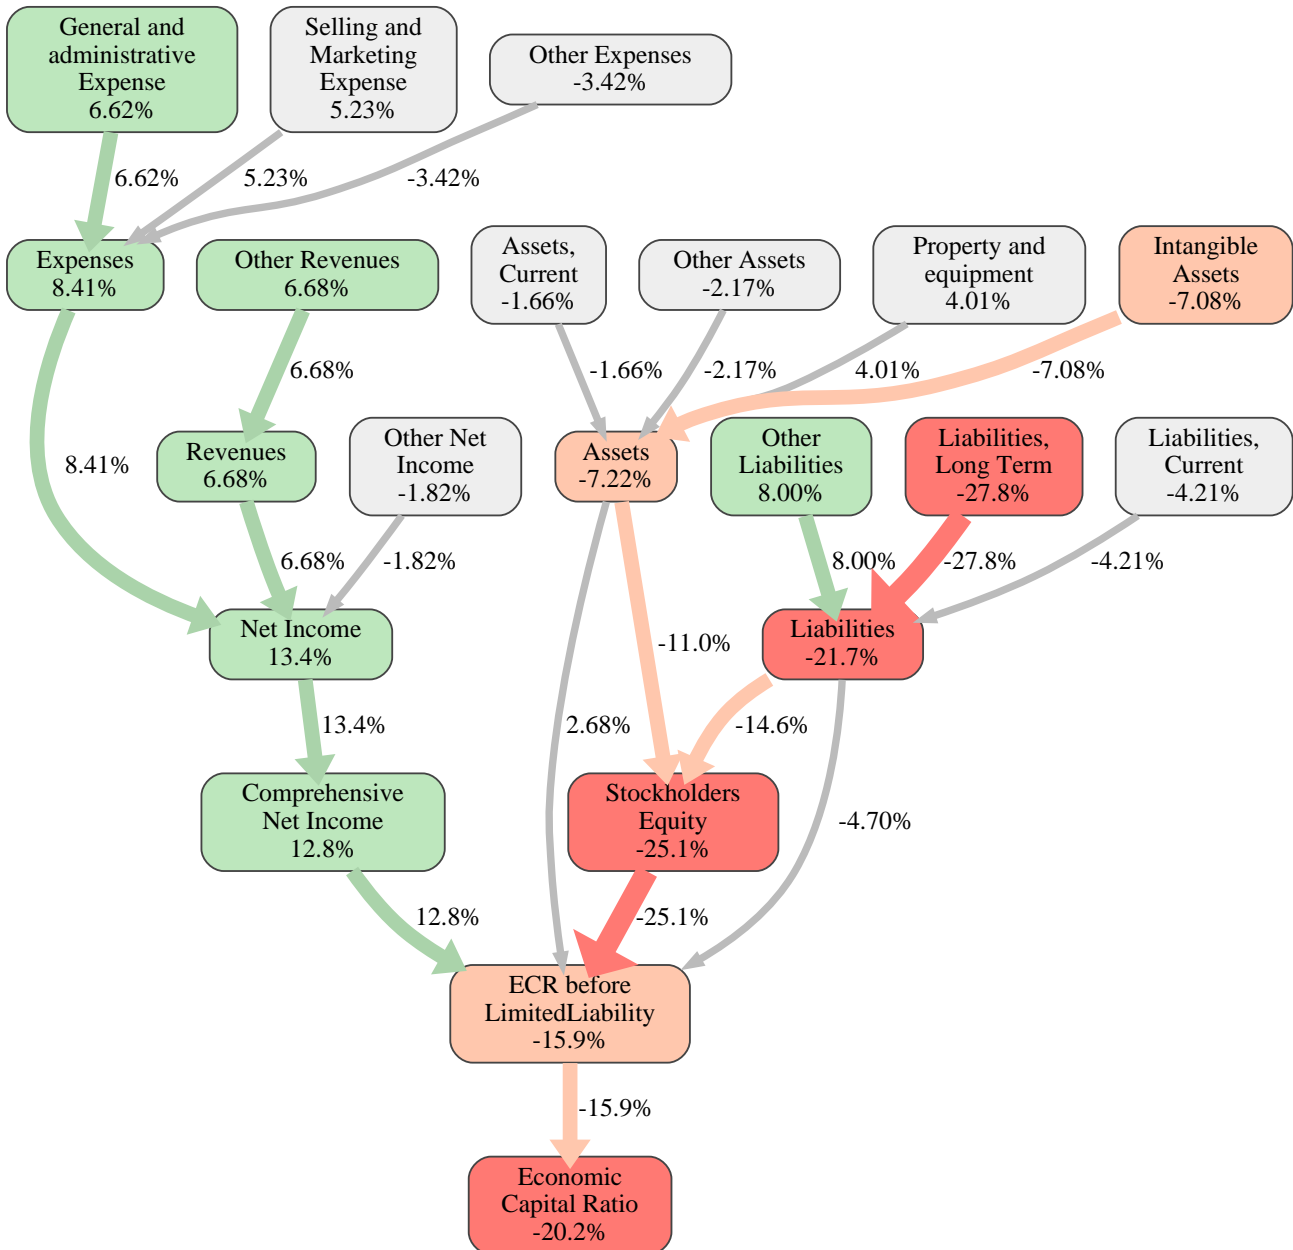 General and
administrative
Expense
6.62%
Selling and
Marketing
Expense
5.23%
Other Expenses
-3.42%
6.62%
5.23%
-3.42%
Expenses
8.41%
Other Revenues
6.68%
Assets,
Current
-1.66%
Other Assets
-2.17%
Property and
equipment
4.01%
Intangible
Assets
-7.08%
6.68%
-1.66%
-2.17%
4.01%
-7.08%
8.41%
Revenues
6.68%
Other Net
Income
-1.82%
Assets
-7.22%
Other
Liabilities
8.00%
Liabilities,
Long Term
-27.8%
Liabilities,
Current
-4.21%
6.68%
-1.82%
8.00%
-27.8%
-4.21%
Net Income
13.4%
-11.0%
Liabilities
-21.7%
13.4%
2.68%
-14.6%
Comprehensive
Net Income
12.8%
Stockholders
Equity
-25.1%
-4.70%
12.8%
-25.1%
ECR before
LimitedLiability
-15.9%
-15.9%
Economic
Capital Ratio
-20.2%